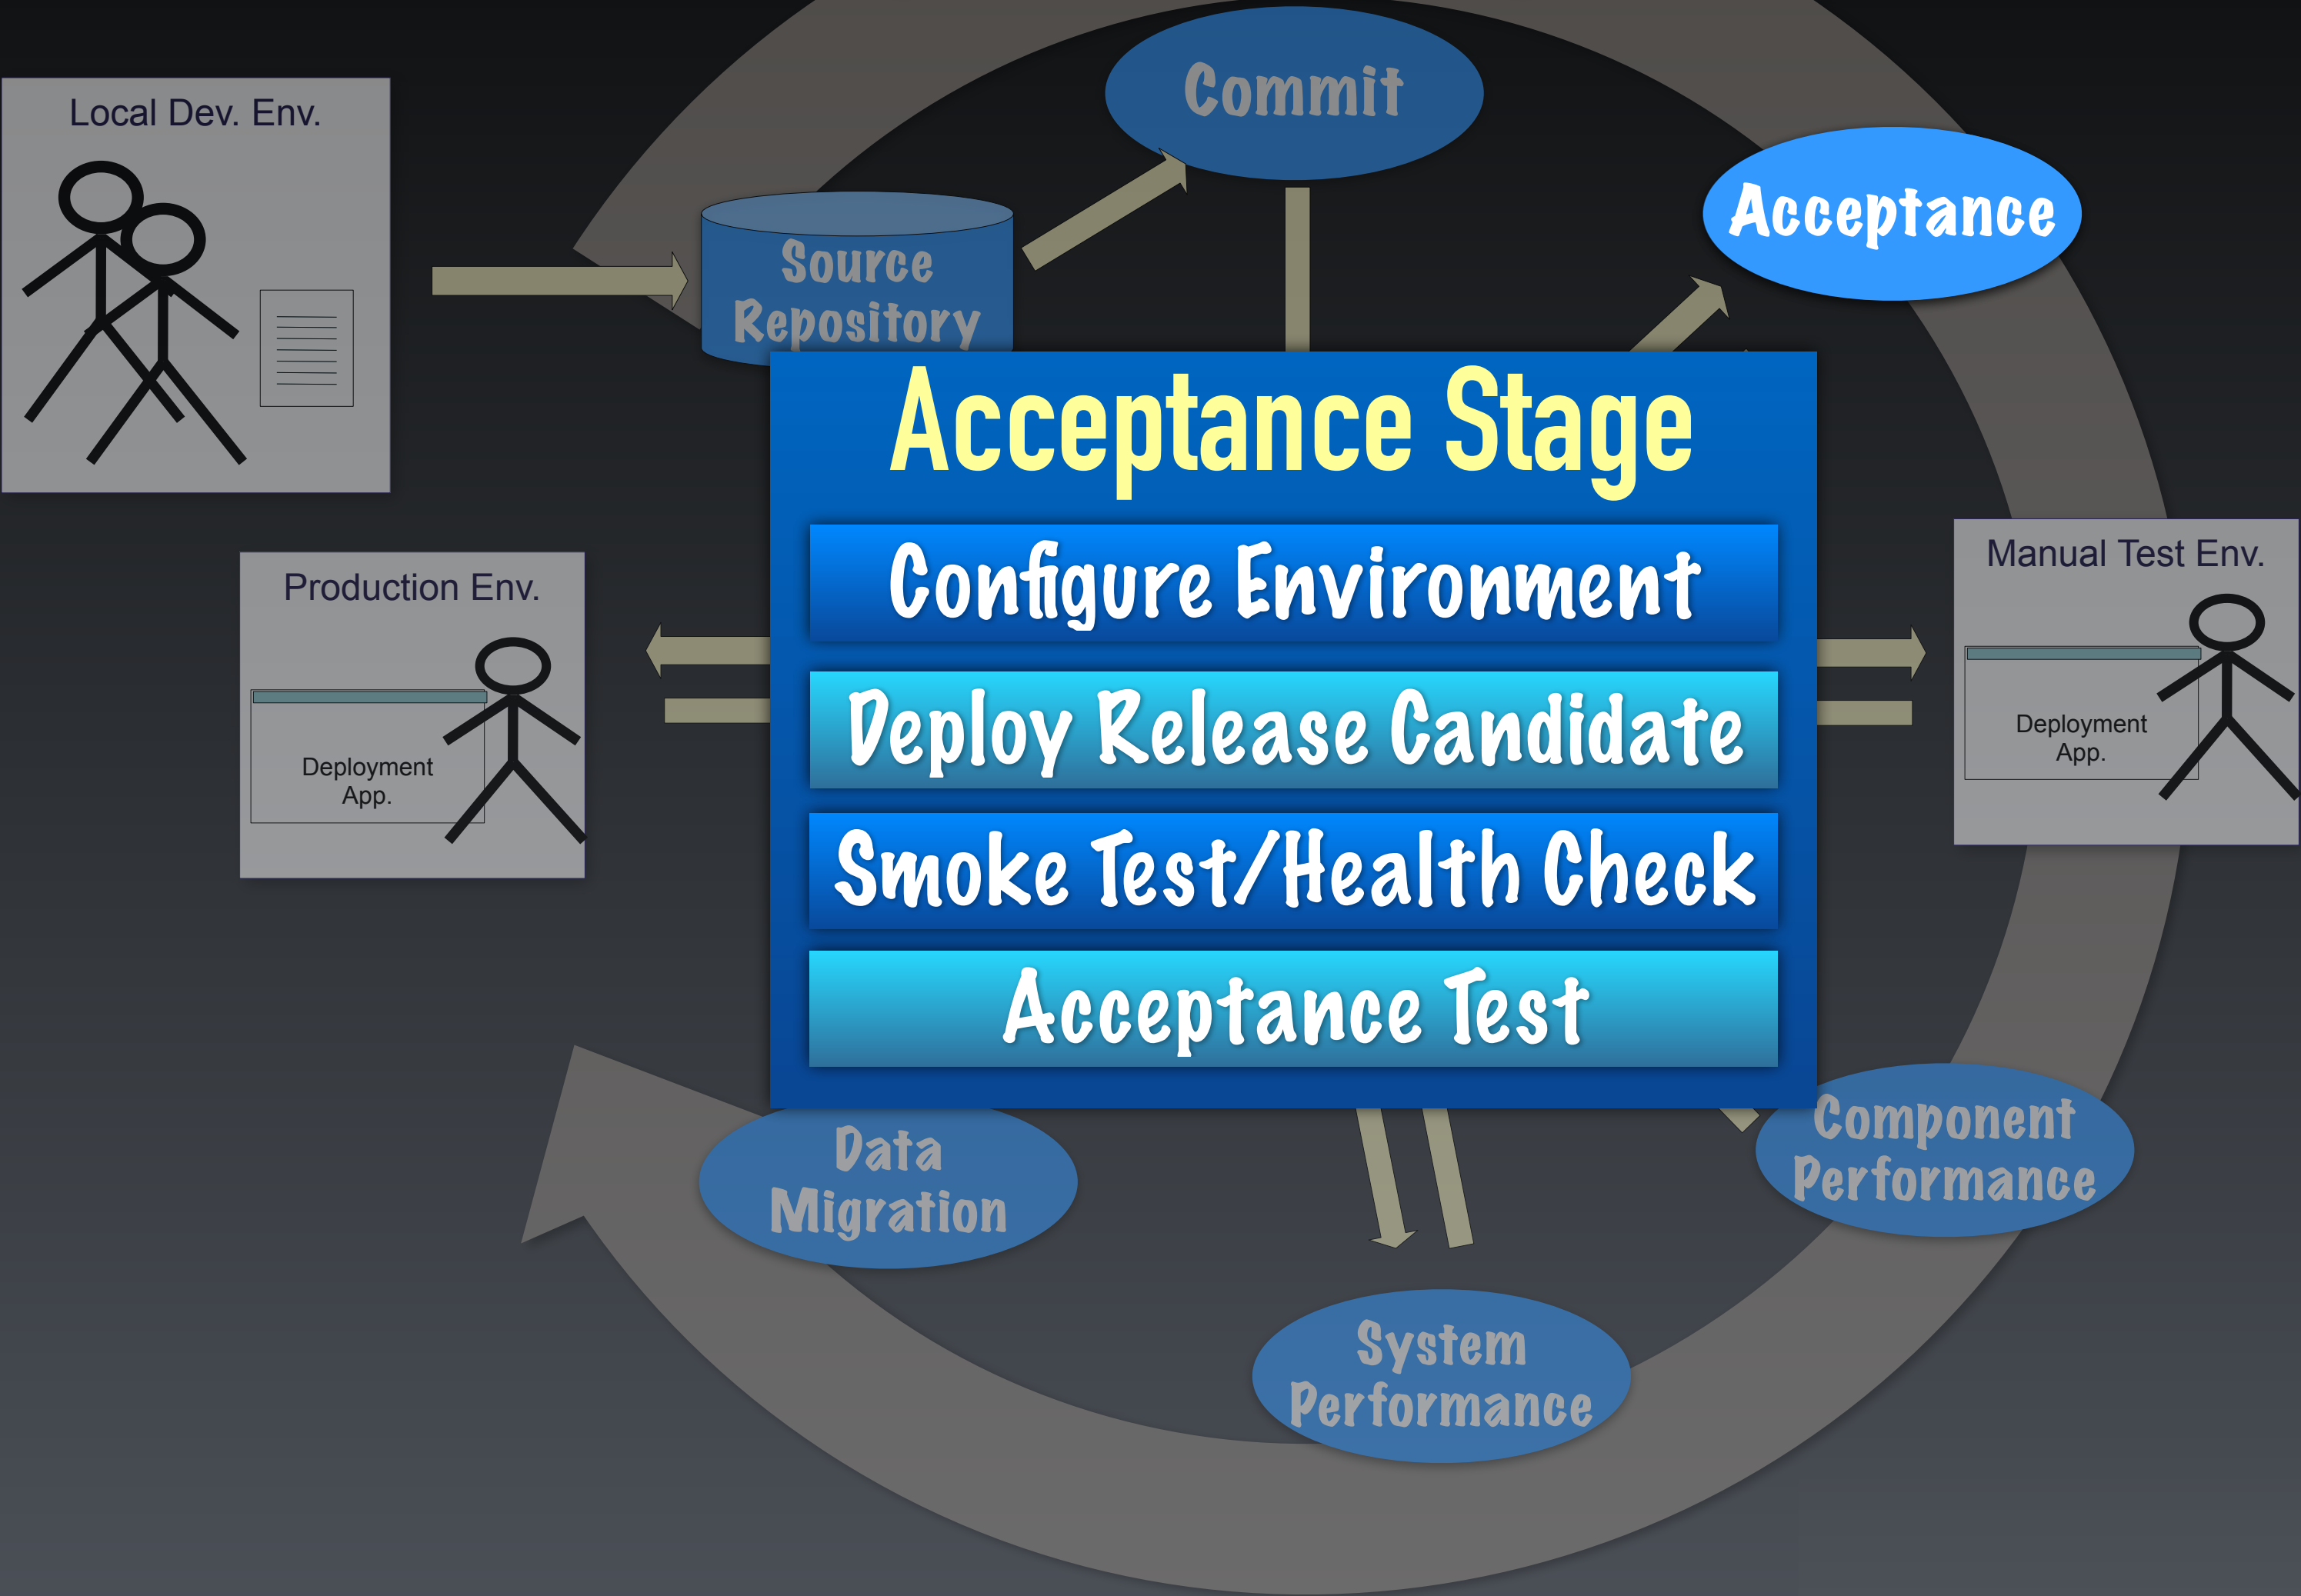 Commit
Local Dev. Env.
Acceptance
Source
Repository
Acceptance Stage
Configure Environment
Manual Test Env.
Production Env.
Deploy Release Candidate
Deployment
App.
Deployment
App.
Smoke Test/Health Check
Acceptance Test
Component
Performance
Data
Migration
System
Performance